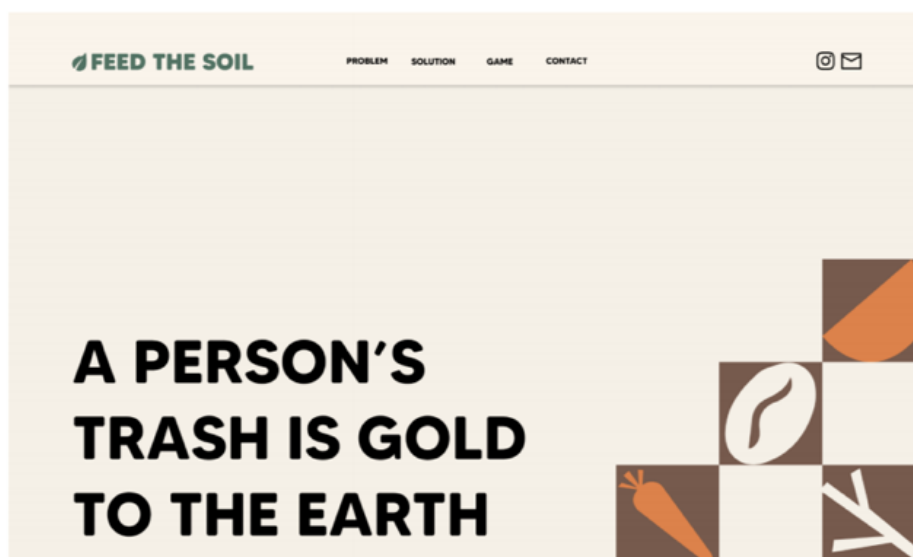 FEED THE SOIL
PROBLEM SOLUTION GAME CONTACT
A PERSON'S
TRASH IS GOLD
TO THE EARTH